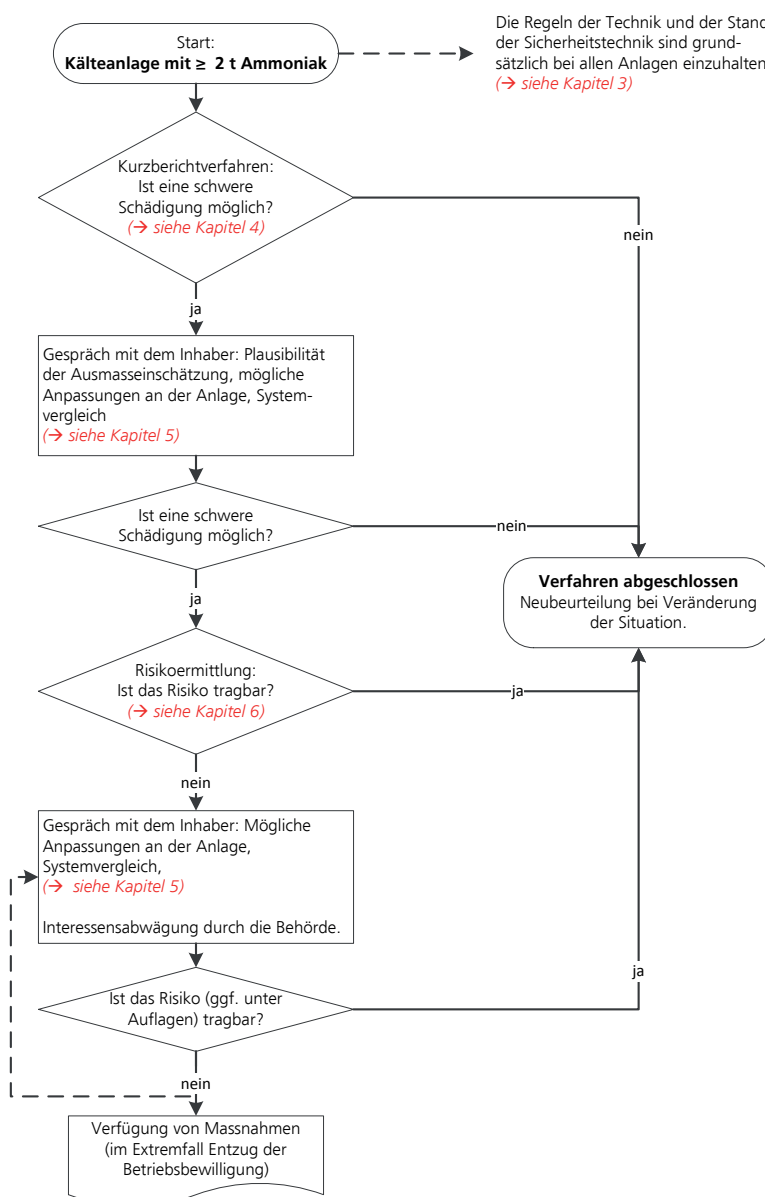 Start:
Kälteanlage mit ≥ 2 t Ammoniak
Die Regeln der Technik und der Stand
der Sicherheitstechnik sind grund-
sätzlich bei allen Anlagen einzuhalten
(→ siehe Kapitel 3)
Kurzberichtverfahren:
Ist eine schwere
Schädigung möglich?
(→ siehe Kapitel 4)
nein
ja
Gespräch mit dem Inhaber: Plausibilität
der Ausmasseinschätzung, mögliche
Anpassungen an der Anlage, System-
vergleich
(→ siehe Kapitel 5)
Ist eine schwere
Schädigung möglich?
nein
ja
Verfahren abgeschlossen
Neubeurteilung bei Veränderung
der Situation.
Risikoermittlung:
Ist das Risiko tragbar?
(→ siehe Kapitel 6)
ja
nein
Gespräch mit dem Inhaber: Mögliche
Anpassungen an der Anlage,
Systemvergleich,
(→ siehe Kapitel 5)
Interessensabwägung durch die Behörde.
ja
Ist das Risiko (ggf. unter
Auflagen) tragbar?
nein
Verfügung von Massnahmen
(im Extremfall Entzug der
Betriebsbewilligung)